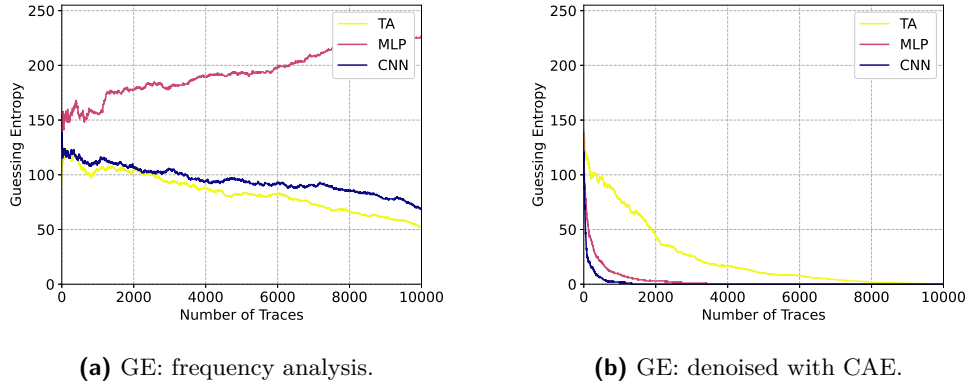 250
200
150
100
50
0
Guessing Entropy
TA
MLP
CNN
0 2000 4000 6000 8000 10000
Number of Traces
(a) GE: frequency analysis.
250
200
150
100
50
0
Guessing Entropy
TA
MLP
CNN
0 2000 4000 6000 8000 10000
Number of Traces
(b) GE: denoised with CAE.